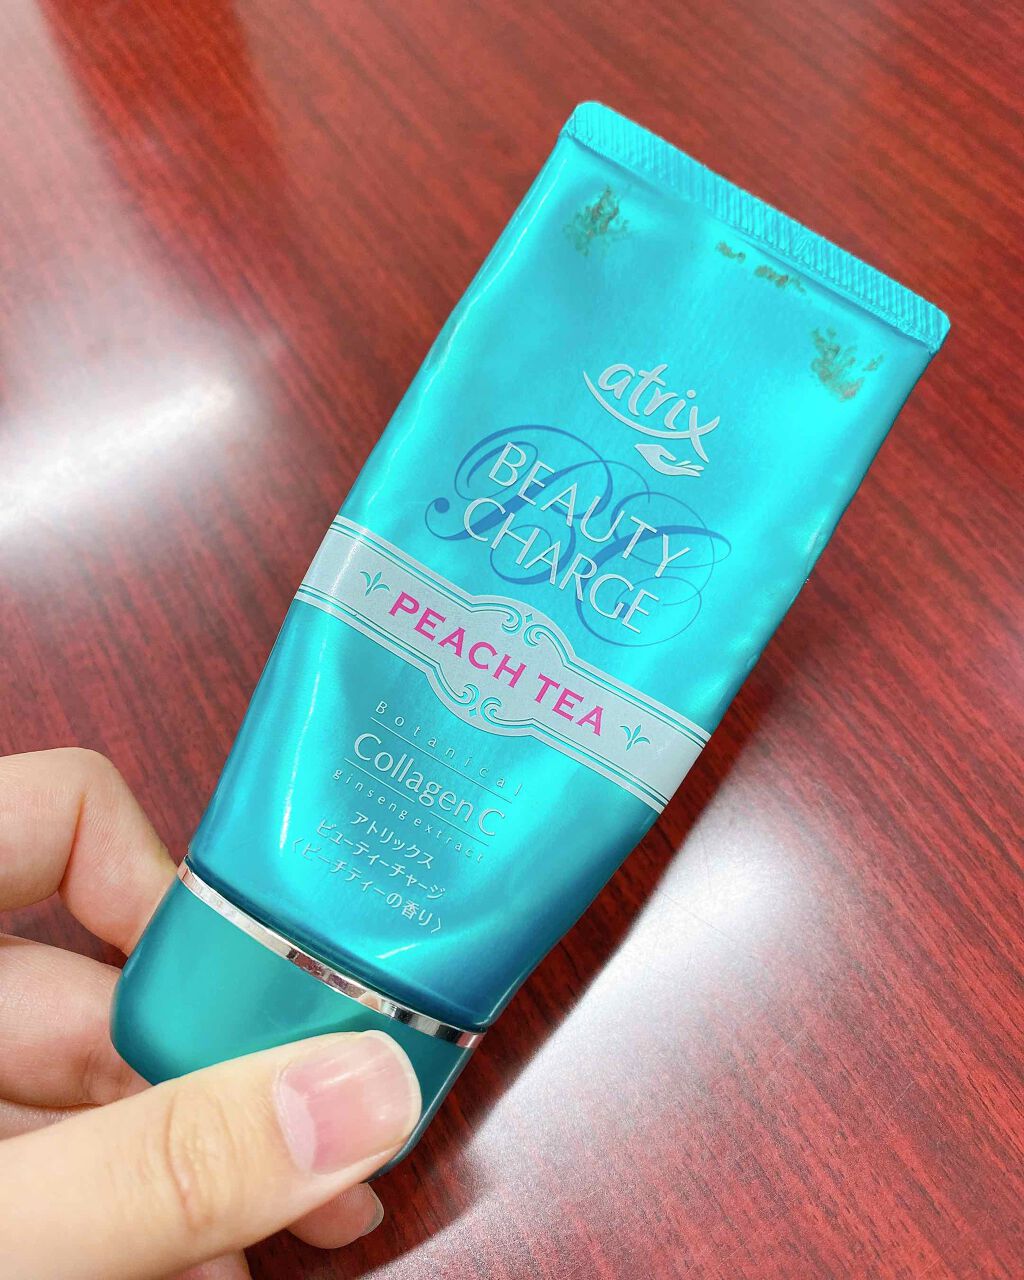 atrix
BEAUTY
CHARGE
PEACH TEA
Botanical
Collagen C
ginseng extract
アトリックス
ビューティーチャージ
〈ピーチティーの香り〉